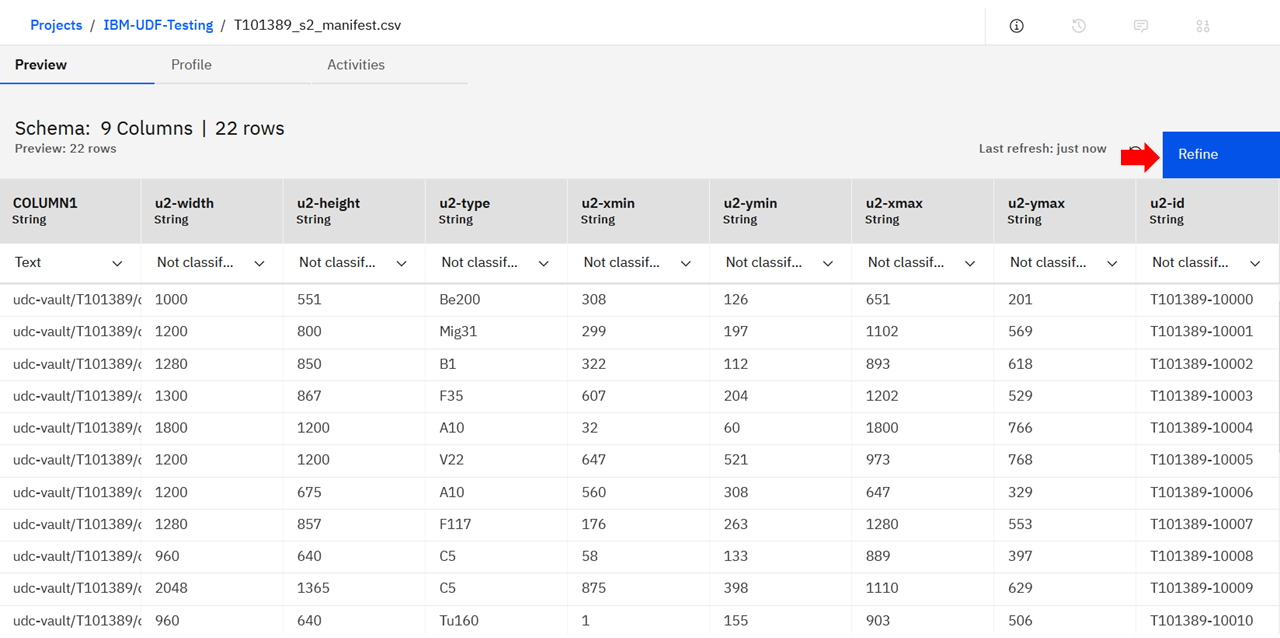 Projects / IBM-UDF-Testing / T101389_s2_manifest.csv
Preview Profile Activities
Schema: 9 Columns | 22 rows
Preview: 22 rows
Last refresh: just now
Refine
COLUMN1 u2-width u2-height u2-type u2-xmin u2-ymin u2-xmax u2-ymax u2-id
String String String String String String String String String
Text Not classif... Not classif... Not classif... Not classif... Not classif... Not classif... Not classif... Not classif...
udc-vault/T101389/c 1000 551 Be200 308 126 651 201 T101389-10000
udc-vault/T101389/c 1200 800 Mig31 299 197 1102 569 T101389-10001
udc-vault/T101389/c 1280 850 B1 322 112 893 618 T101389-10002
udc-vault/T101389/c 1300 867 F35 607 204 1202 529 T101389-10003
udc-vault/T101389/c 1800 1200 A10 32 60 1800 766 T101389-10004
udc-vault/T101389/c 1200 1200 V22 647 521 973 768 T101389-10005
udc-vault/T101389/c 1200 675 A10 560 308 647 329 T101389-10006
udc-vault/T101389/c 1280 857 F117 176 263 1280 553 T101389-10007
udc-vault/T101389/c 960 640 C5 58 133 889 397 T101389-10008
udc-vault/T101389/c 2048 1365 C5 875 398 1110 629 T101389-10009
udc-vault/T101389/c 960 640 Tu160 1 155 903 506 T101389-10010